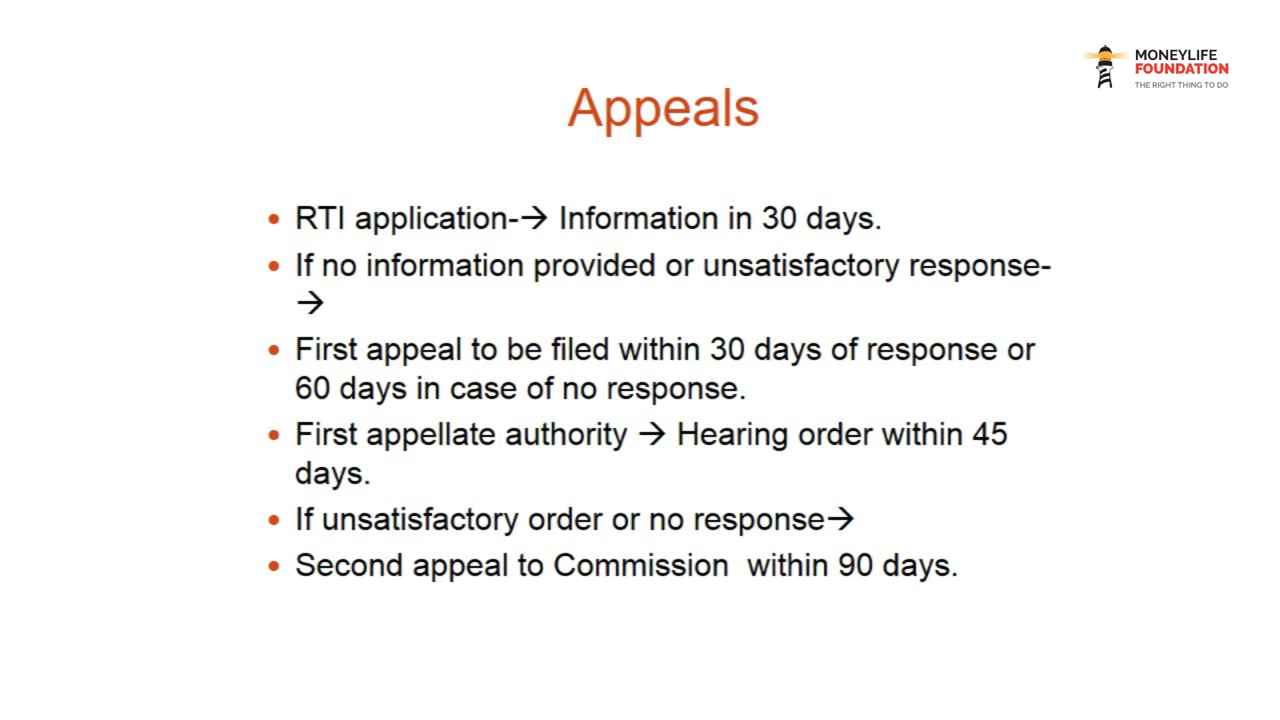 MONEYLIFE
FOUNDATION
THE RIGHT THING TO DO
Appeals
• RTI application-→ Information in 30 days.
• If no information provided or unsatisfactory response-
→
• First appeal to be filed within 30 days of response or
60 days in case of no response.
• First appellate authority → Hearing order within 45
days.
• If unsatisfactory order or no response→
• Second appeal to Commission  within 90 days.